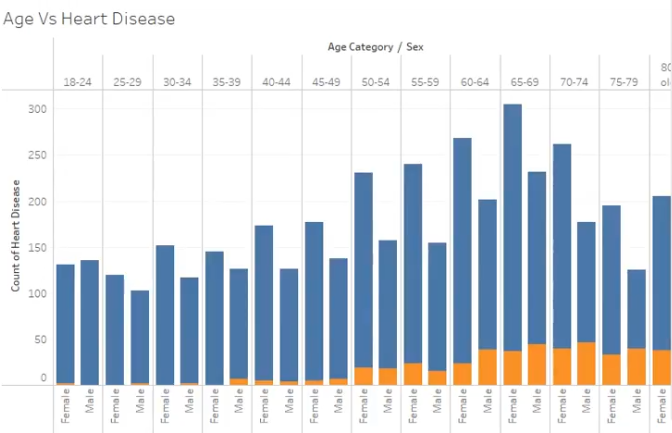 Age Vs Heart Disease
Age Category / Sex
18-24 25-29 30-34 35-39 40-44 45-49 50-54 55-59 60-64 65-69 70-74 75-79 80
ol
300
250
200
150
100
50
0
Count of Heart Disease
Female Male Female Male Female Male Female Male Female Male Female Male Female Male Female Male Female Male Female Male Female Male Female Male Female